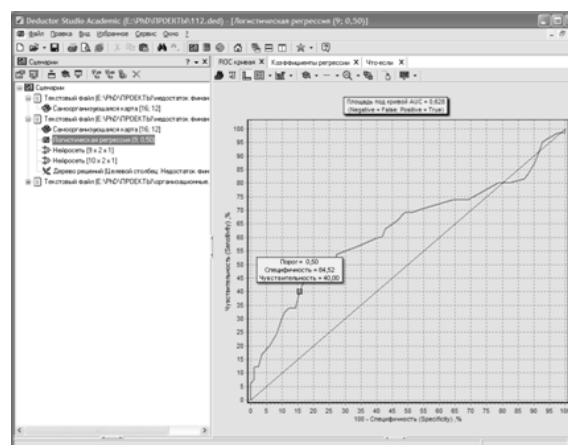 Deductor Studio Academic (E:\PhD\ПРОЕКТЫ\112.ded) - [Логистическая регрессия (9; 0,50)]
Файл Правка Вид Избранное Сервис Окно ?
Сценарии
ROC кривая Коэффициенты регрессии Что-если
Сценарии
Текстовый файл (E:\PhD\ПРОЕКТЫ\недостаток финан
Самоорганизующаяся карта [16; 12]
Текстовый файл (E:\PhD\ПРОЕКТЫ\недостаток финан
Самоорганизующаяся карта [16; 12]
Логистическая регрессия (9; 0,50)
Нейросеть [9 x 2 x 1]
Нейросеть [10 x 2 x 1]
Дерево решений (Целевой столбец: Недостаток фин
Текстовый файл (E:\PhD\ПРОЕКТЫ\организационные.
Площадь под кривой AUC = 0,628
(Negative = False; Positive = True)
Чувствительность (Sensitivity) ,%
100
95
90
85
80
75
70
65
60
55
50
45
40
35
30
25
20
15
10
5
0
Порог = 0,50
Специфичность = 84,52
Чувствительность = 40,00
0 5 10 15 20 25 30 35 40 45 50 55 60 65 70 75 80 85 90 95 100
100 - Специфичность (Specificity) ,%